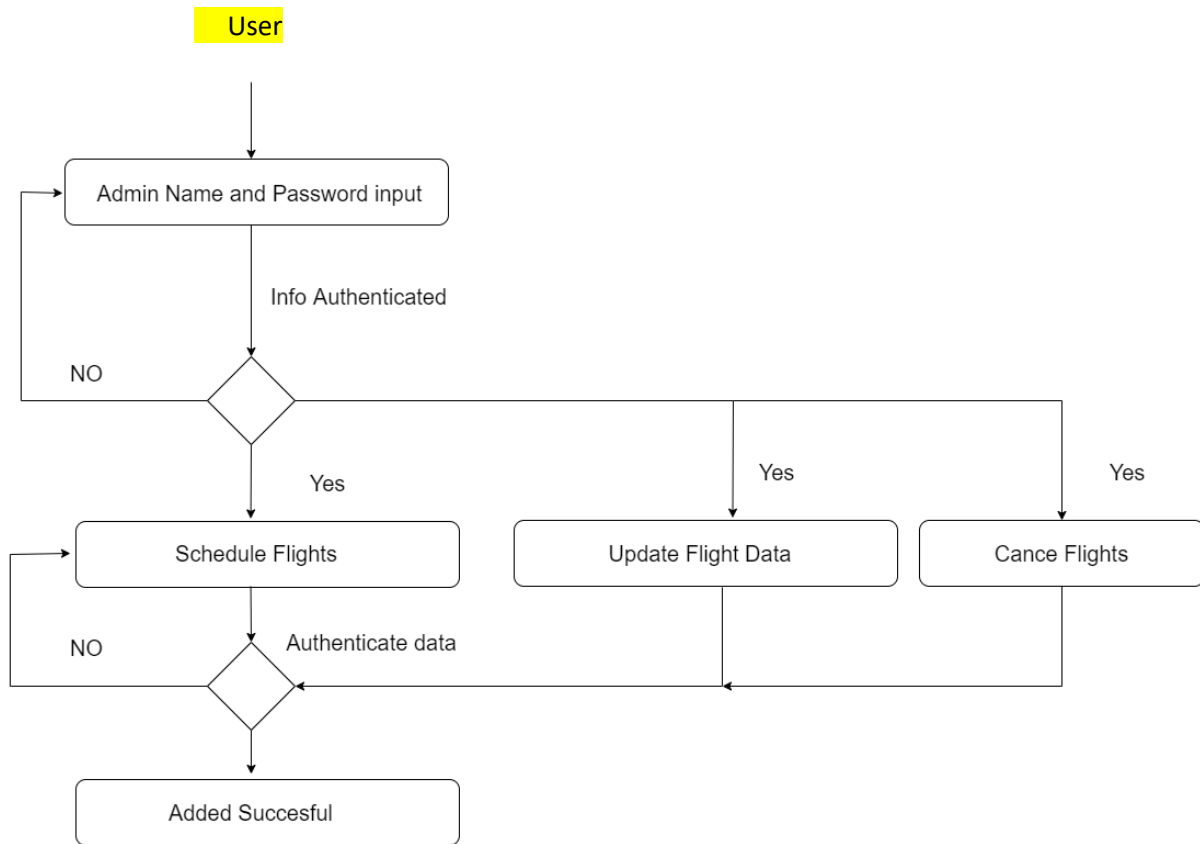 User
Admin Name and Password input
Info Authenticated
NO
Yes
Yes
Yes
Schedule Flights
Update Flight Data
Cance Flights
NO
Authenticate data
Added Succesful